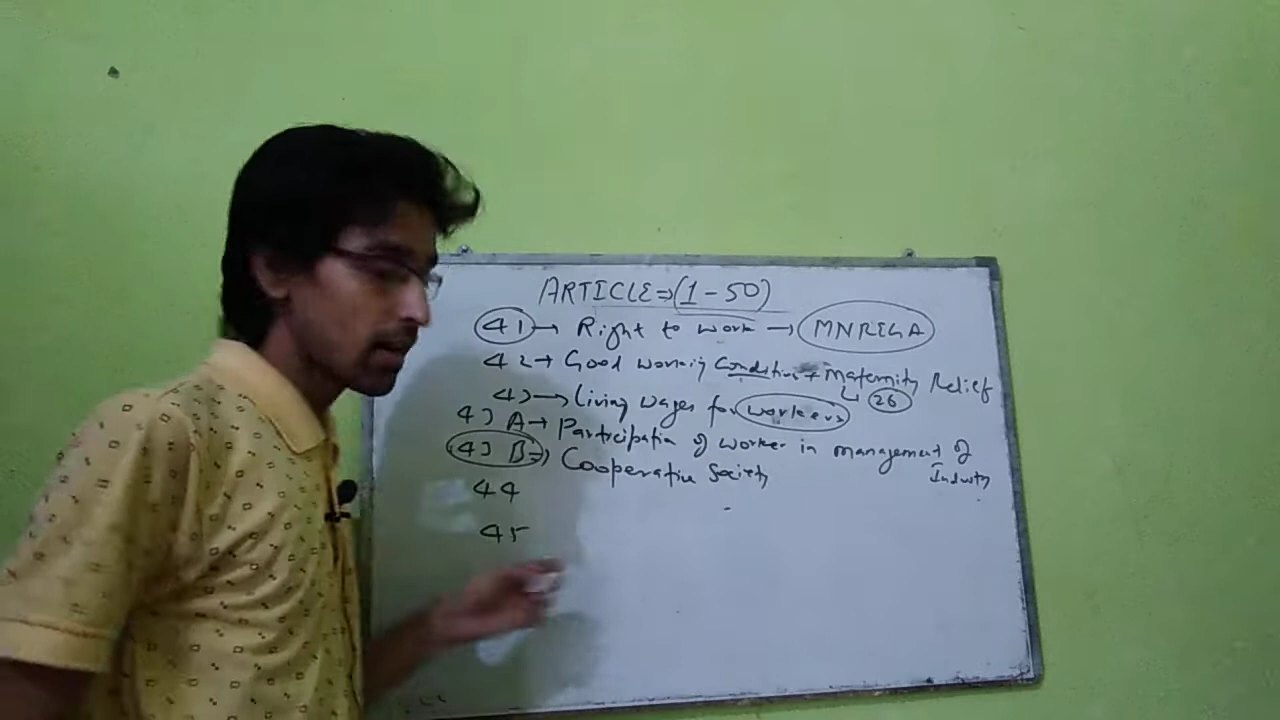 ARTICLE⇒(1-50)
41→ Right to work → MNREGA
42→ Good working Condition + Maternity Relief
26
43→ Living wages for workers
43 A→ Participation of worker in management of Industry
43 B⇒ Cooperative Society
44
45